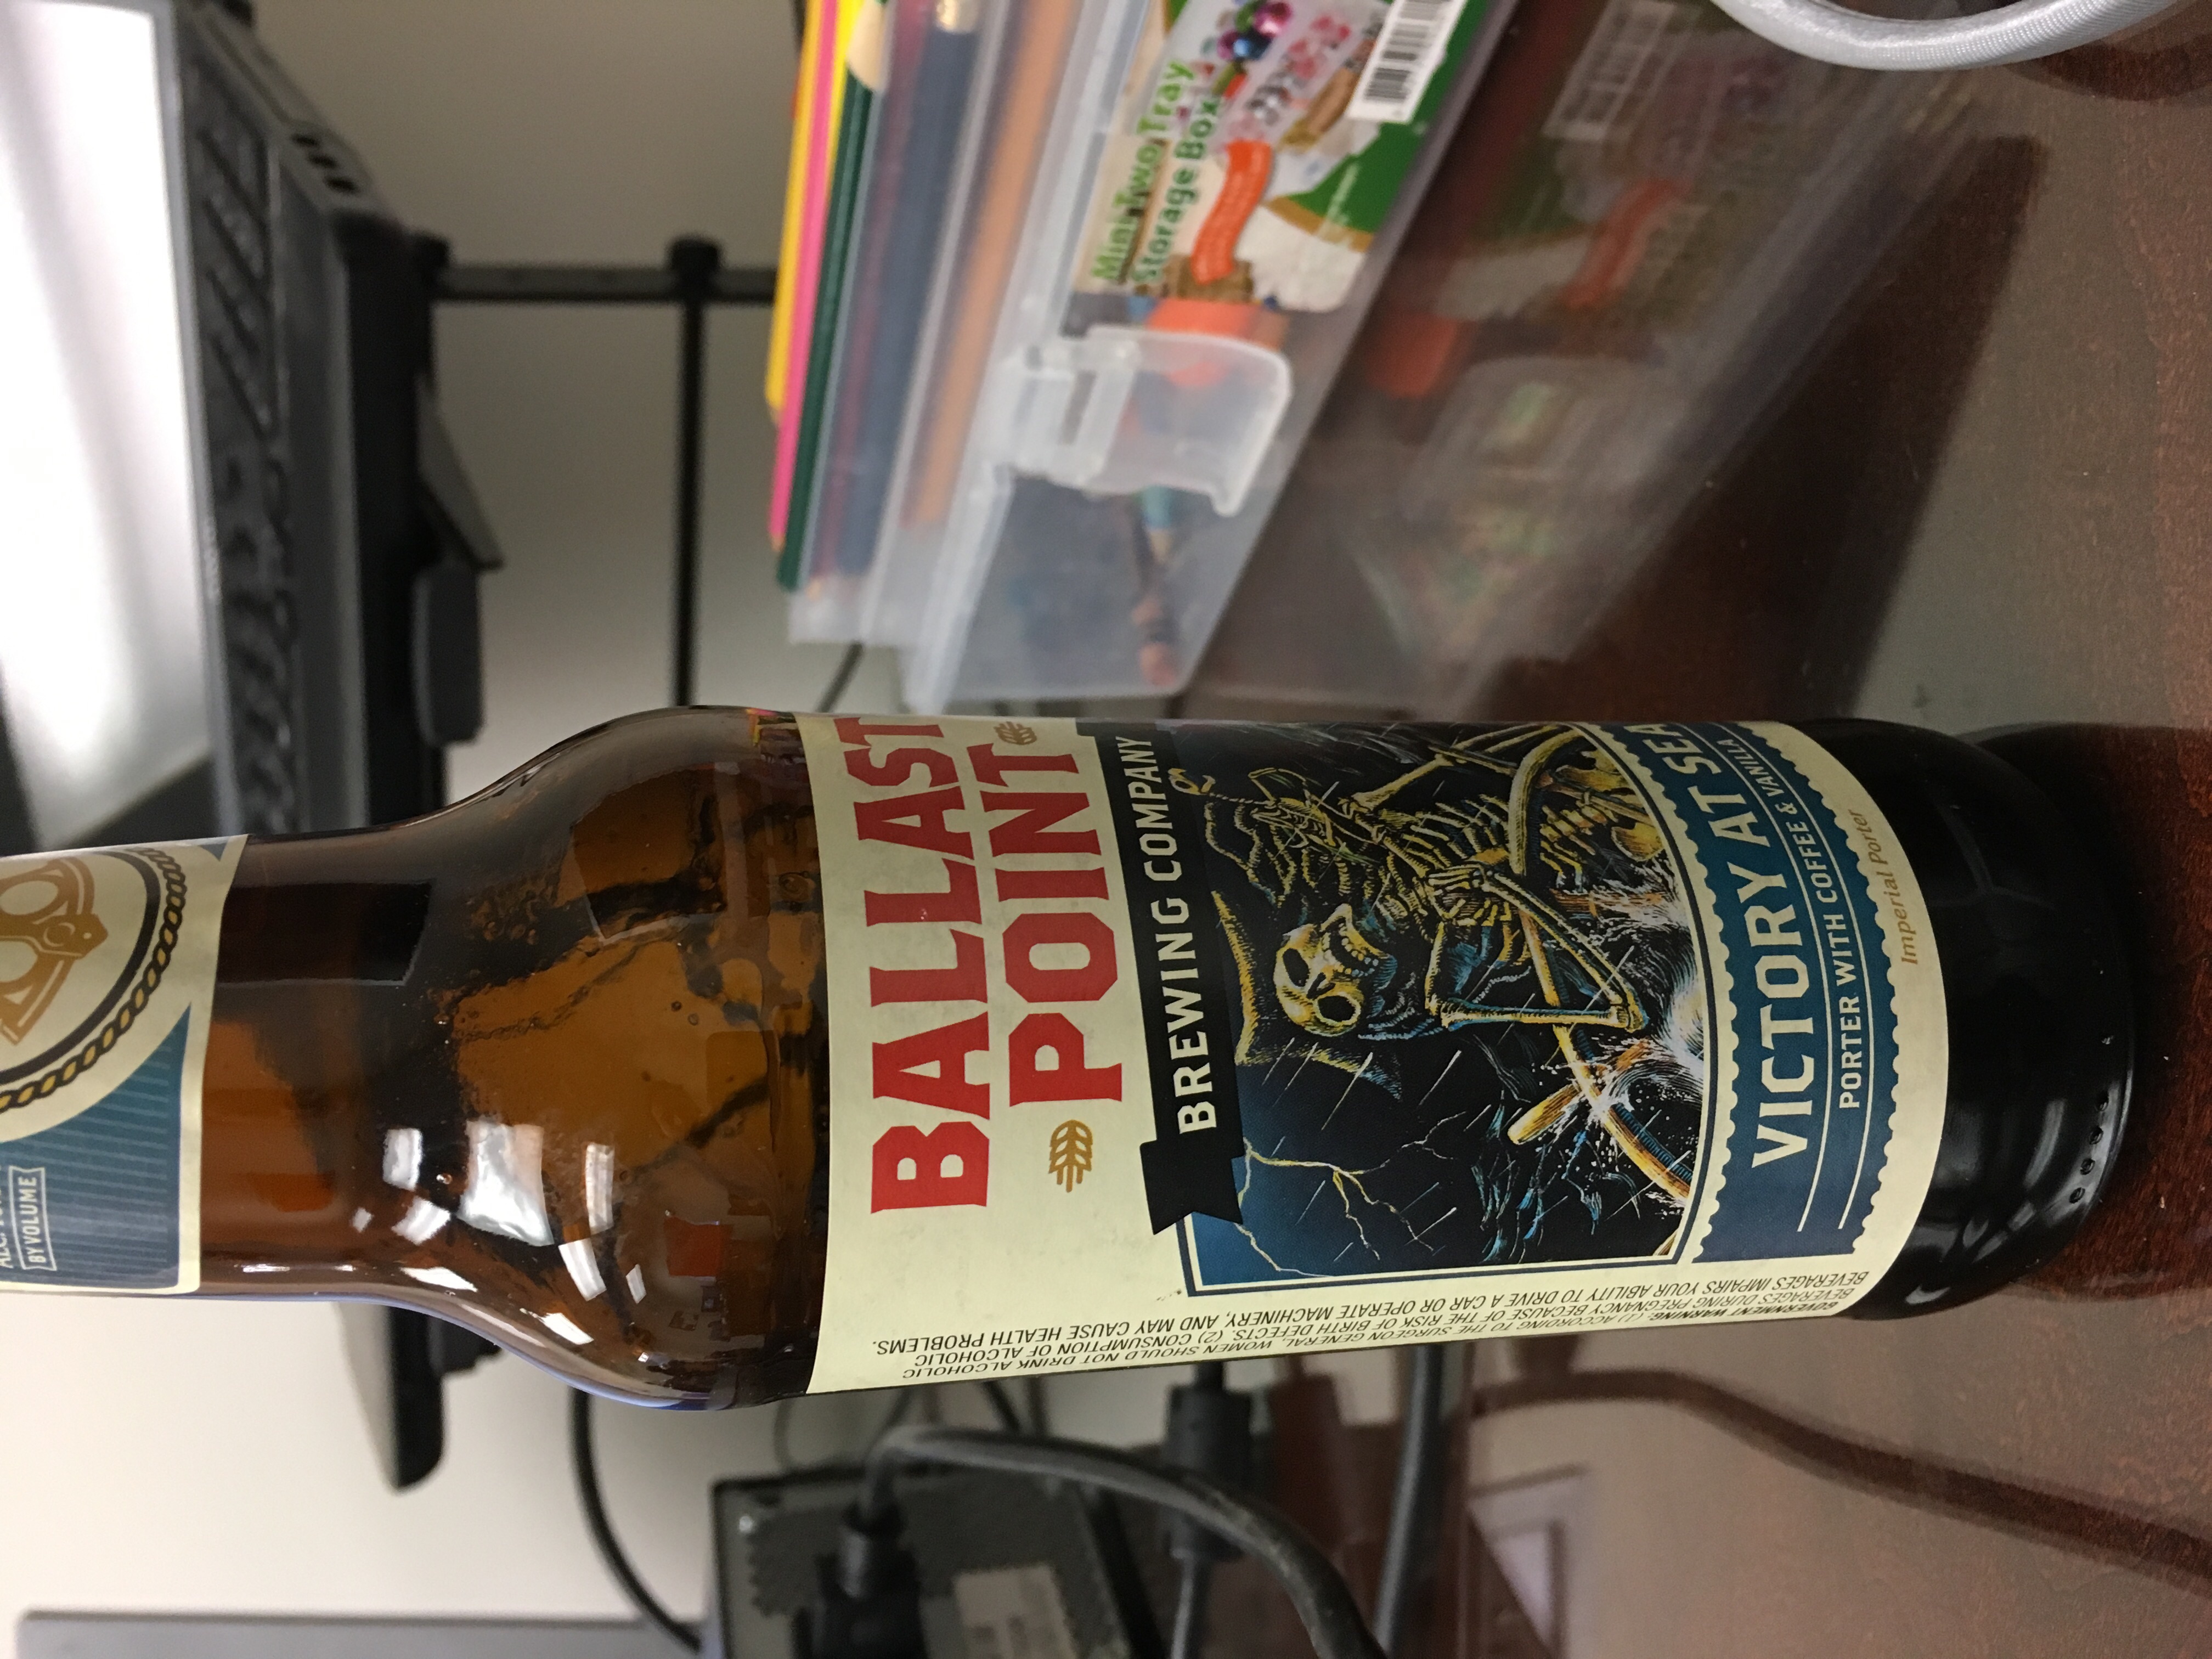 BY VOLUME
BALLAST
POINT
BREWING COMPANY
VICTORY AT SEA
PORTER WITH COFFEE & VANILLA
Imperial Porter
GOVERNMENT WARNING: (1) ACCORDING TO THE SURGEON GENERAL, WOMEN SHOULD NOT DRINK ALCOHOLIC
BEVERAGES DURING PREGNANCY BECAUSE OF THE RISK OF BIRTH DEFECTS. (2) CONSUMPTION OF ALCOHOLIC
BEVERAGES IMPAIRS YOUR ABILITY TO DRIVE A CAR OR OPERATE MACHINERY, AND MAY CAUSE HEALTH PROBLEMS.
Mini Two Tray
Storage Box